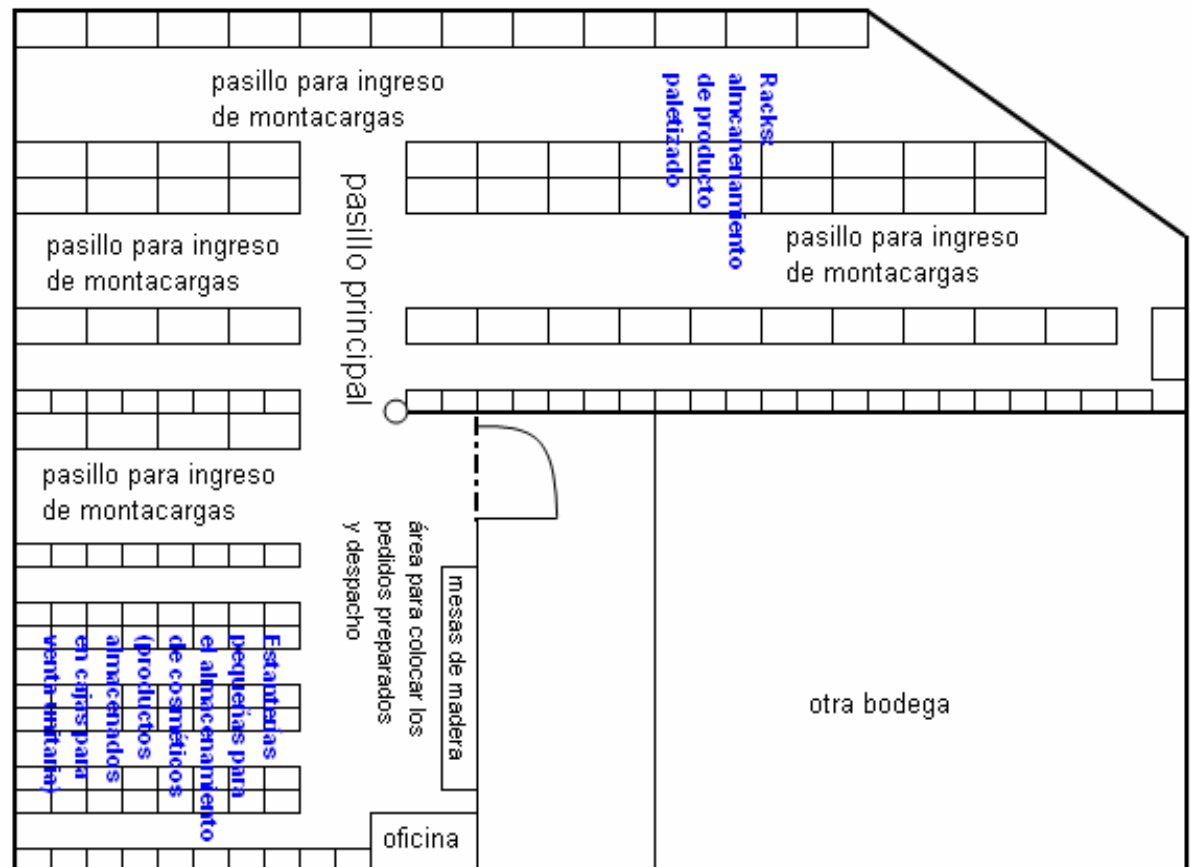 pasillo para ingreso
de montacargas
Racks:
almcanenamiento
de producto
paletizado
pasillo principal
pasillo para ingreso
de montacargas
pasillo para ingreso
de montacargas
pasillo para ingreso
de montacargas
área para colocar los
pedidos preparados
y despacho
mesas de madera
Estanterías
pequeñas para
el almacenamiento
de cosméticos
(productos
almacenados
en cajas para
venta unitaria)
otra bodega
oficina